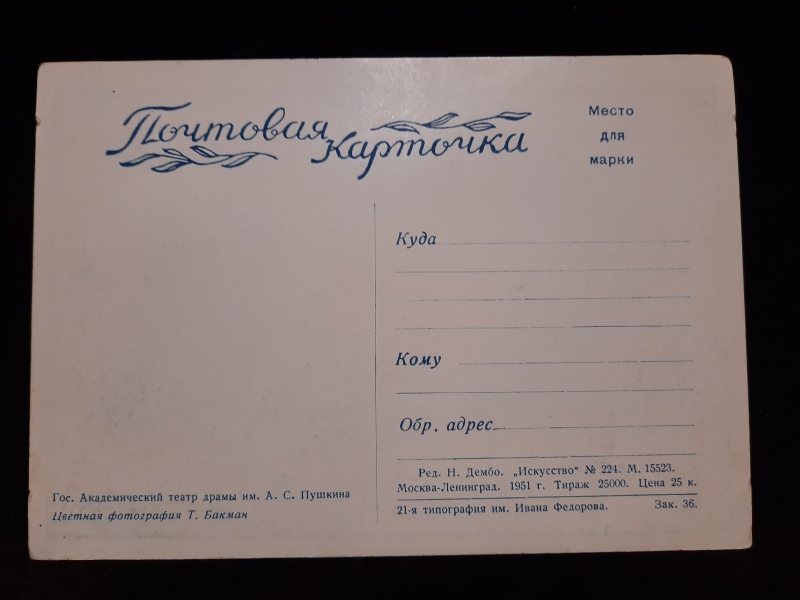 Почтовая
Карточка
Место
для
марки
Куда
Кому
Обр. адрес
Гос. Академический театр драмы им. А. С. Пушкина
Цветная фотография Т. Бакман
Ред. Н. Дембо. „Искусство“ № 224. М. 15523.
Москва-Ленинград. 1951 г. Тираж 25000. Цена 25 к.
21-я типография им. Ивана Федорова. Зак. 36.